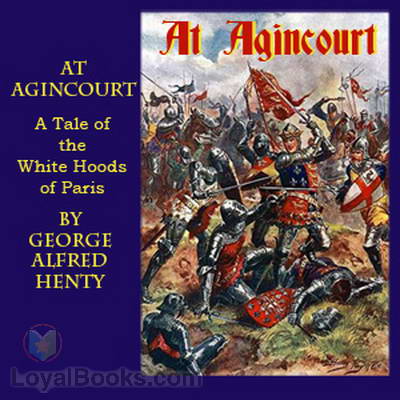 AT
AGINCOURT
A Tale of
the
White Hoods
of Paris
BY
GEORGE
ALFRED
HENTY
At Agincourt
LoyalBooks.com